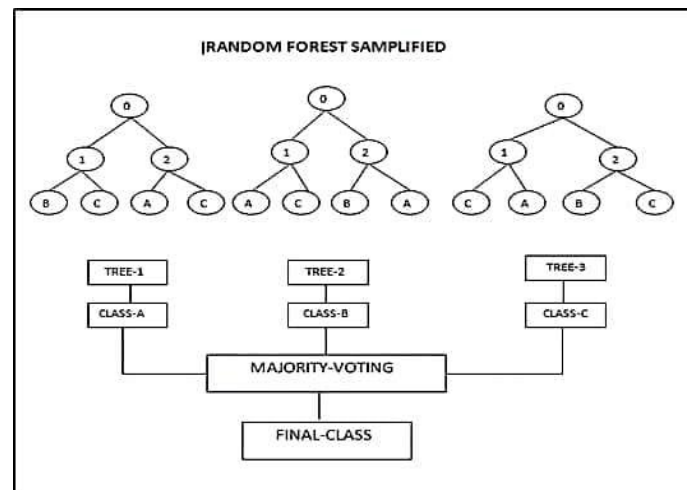 |RANDOM FOREST SAMPLIFIED
0 0 0
1 2 1 2 1 2
B C A C A C B A C A B C
TREE-1 TREE-2 TREE-3
CLASS-A CLASS-B CLASS-C
MAJORITY-VOTING
FINAL-CLASS